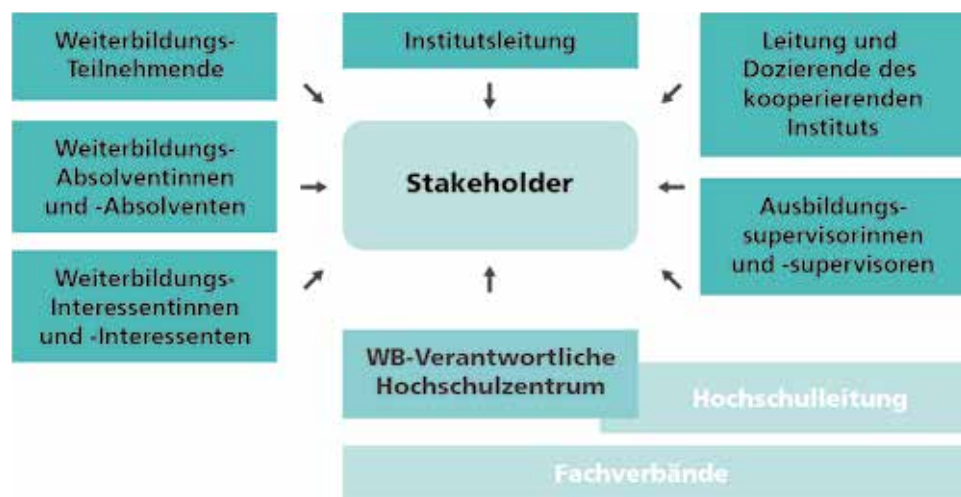 Weiterbildungs-
Teilnehmende
Institutsleitung
Leitung und
Dozierende des
kooperierenden
Instituts
Weiterbildungs-
Absolventinnen
und -Absolventen
Stakeholder
Ausbildungs-
supervisorinnen
und -supervisoren
Weiterbildungs-
Interessentinnen
und -Interessenten
WB-Verantwortliche
Hochschulzentrum
Hochschulleitung
Fachverbände